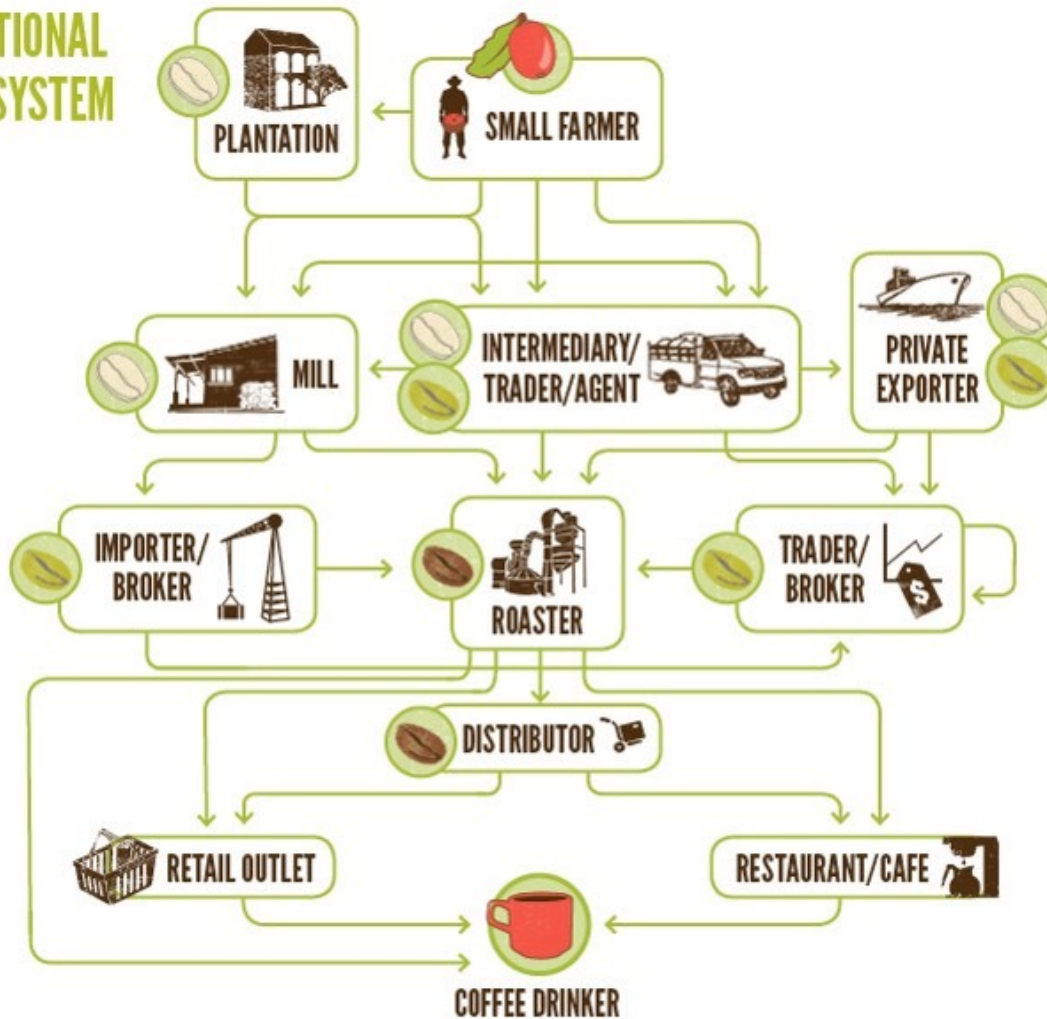 TIONAL
SYSTEM
PLANTATION
SMALL FARMER
MILL
INTERMEDIARY/
TRADER/AGENT
PRIVATE
EXPORTER
IMPORTER/
BROKER
ROASTER
TRADER/
BROKER
$
DISTRIBUTOR
RETAIL OUTLET
RESTAURANT/CAFE
COFFEE DRINKER